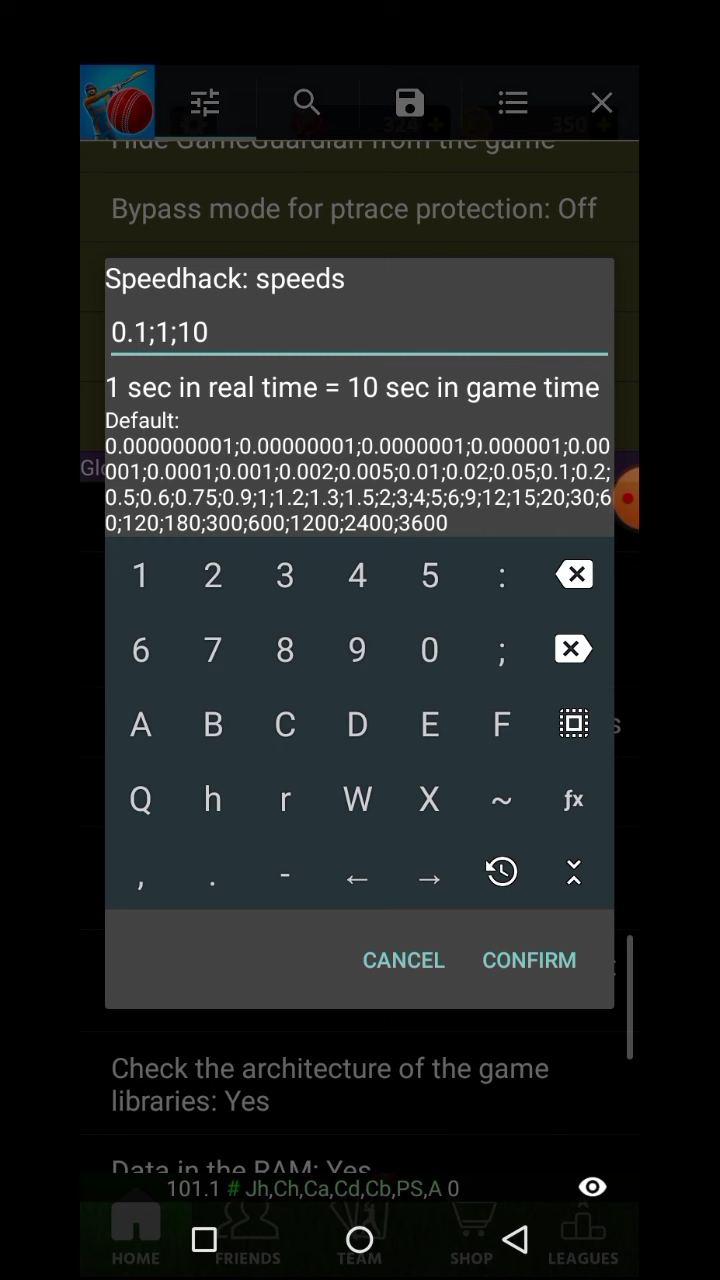 324 +
350 +
Hide GameGuardian from the game
Bypass mode for ptrace protection: Off
Speedhack: speeds
0.1;1;10
1 sec in real time = 10 sec in game time
Default:
0.000000001;0.00000001;0.0000001;0.000001;0.00
001;0.0001;0.001;0.002;0.005;0.01;0.02;0.05;0.1;0.2;
0.5;0.6;0.75;0.9;1;1.2;1.3;1.5;2;3;4;5;6;9;12;15;20;30;6
0;120;180;300;600;1200;2400;3600
1 2 3 4 5 :
6 7 8 9 0 ;
A B C D E F
Q h r W X ~ ƒx
, . - ← →
CANCEL CONFIRM
Check the architecture of the game
libraries: Yes
Data in the RAM: Yes
101.1 # Jh,Ch,Ca,Cd,Cb,PS,A 0
HOME FRIENDS TEAM SHOP LEAGUES